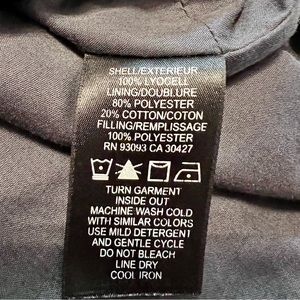 SHELL/EXTERIEUR
100% LYOCELL
LINING/DOUBLURE
80% POLYESTER
20% COTTON/COTON
FILLING/REMPLISSAGE
100% POLYESTER
RN 93093 CA 30427
TURN GARMENT
INSIDE OUT
MACHINE WASH COLD
WITH SIMILAR COLORS
USE MILD DETERGENT
AND GENTLE CYCLE
DO NOT BLEACH
LINE DRY
COOL IRON